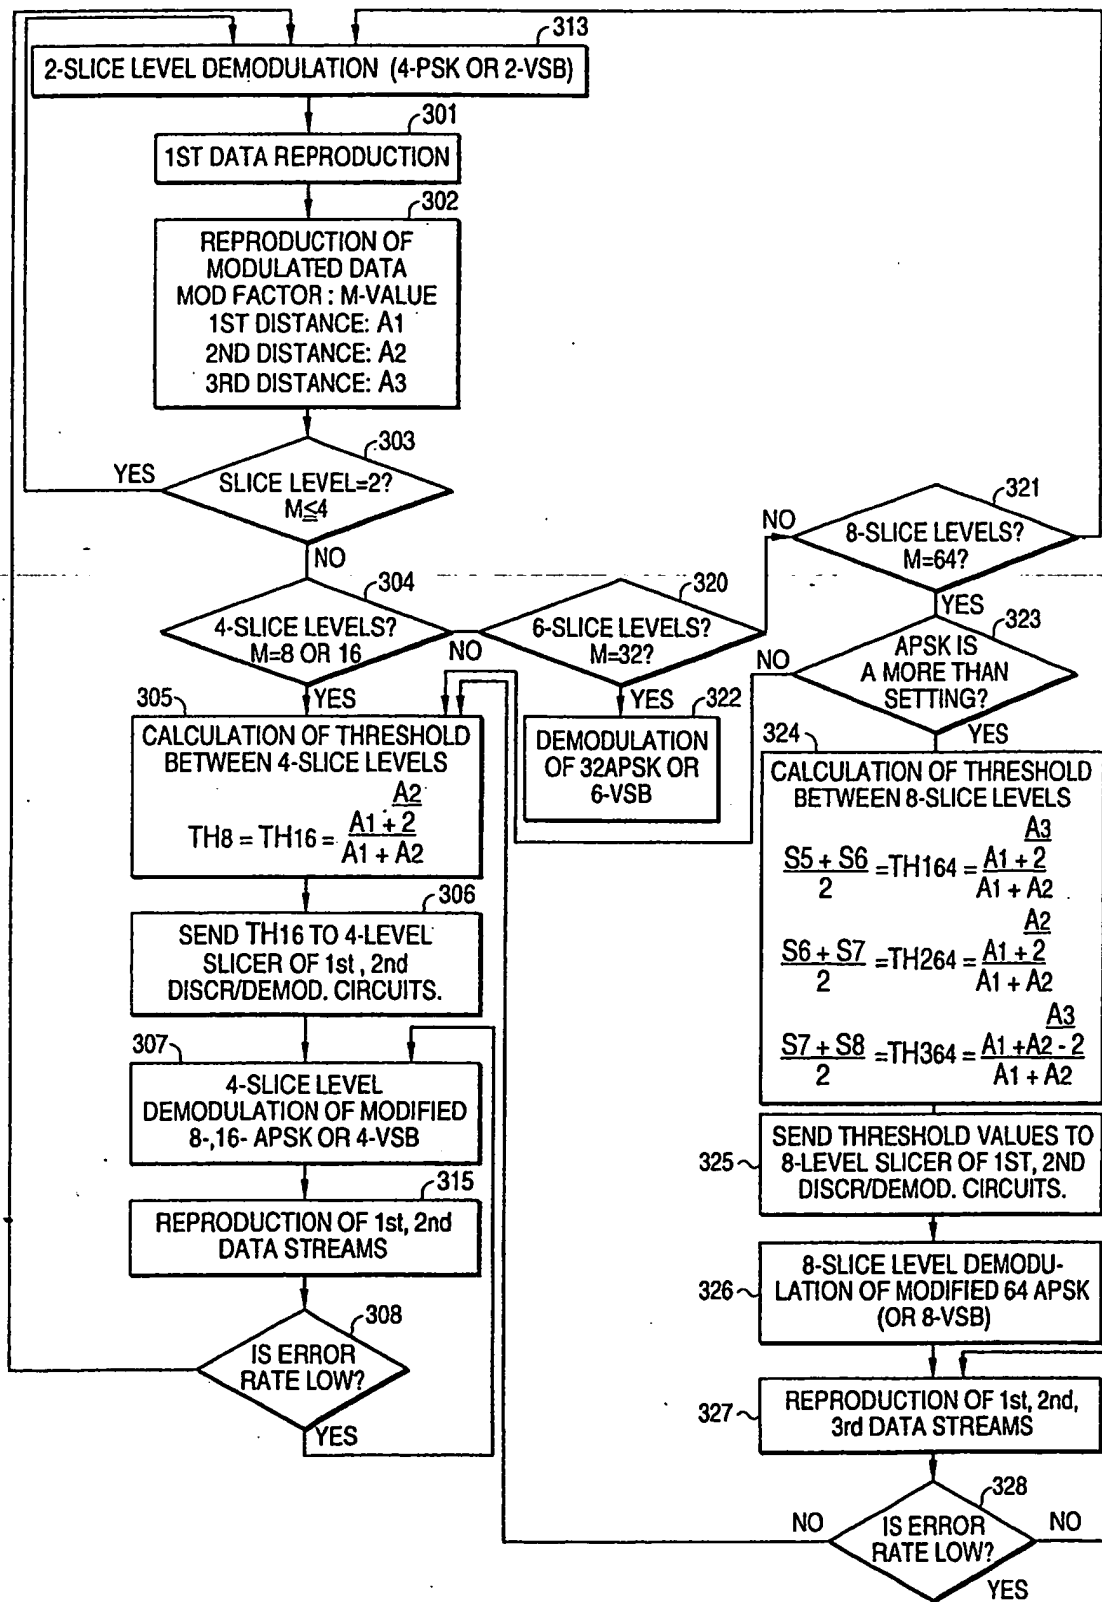 313
2-SLICE LEVEL DEMODULATION (4-PSK OR 2-VSB)
301
1ST DATA REPRODUCTION
302
REPRODUCTION OF
MODULATED DATA
MOD FACTOR : M-VALUE
1ST DISTANCE: A1
2ND DISTANCE: A2
3RD DISTANCE: A3
303
YES
SLICE LEVEL=2?
M≦4
NO
304
4-SLICE LEVELS?
M=8 OR 16
NO
YES
320
6-SLICE LEVELS?
M=32?
NO
YES
321
8-SLICE LEVELS?
M=64?
YES
323
NO
APSK IS
A MORE THAN
SETTING?
YES
322
DEMODULATION
OF 32APSK OR
6-VSB
305
CALCULATION OF THRESHOLD
BETWEEN 4-SLICE LEVELS
A2
TH8 = TH16 = A1 + 2
A1 + A2
306
SEND TH16 TO 4-LEVEL
SLICER OF 1st , 2nd
DISCR/DEMOD. CIRCUITS.
307
4-SLICE LEVEL
DEMODULATION OF MODIFIED
8-,16- APSK OR 4-VSB
315
REPRODUCTION OF 1st, 2nd
DATA STREAMS
308
IS ERROR
RATE LOW?
YES
324
CALCULATION OF THRESHOLD
BETWEEN 8-SLICE LEVELS
A3
S5 + S6 =TH164 = A1 + 2
2 A1 + A2
A2
S6 + S7 =TH264 = A1 + 2
2 A1 + A2
A3
S7 + S8 =TH364 = A1 +A2 - 2
2 A1 + A2
325
SEND THRESHOLD VALUES TO
8-LEVEL SLICER OF 1ST, 2ND
DISCR/DEMOD. CIRCUITS.
326
8-SLICE LEVEL DEMODU-
LATION OF MODIFIED 64 APSK
(OR 8-VSB)
327
REPRODUCTION OF 1st, 2nd,
3rd DATA STREAMS
328
NO
IS ERROR
RATE LOW?
NO
YES